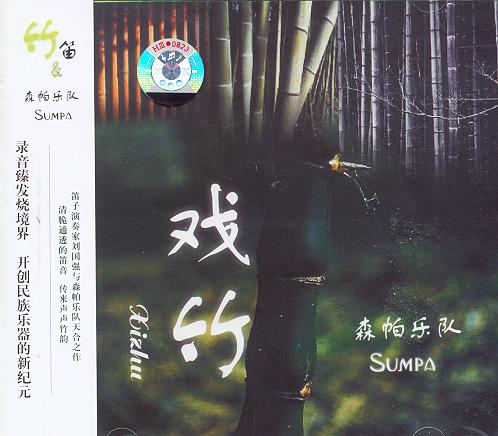 竹笛
&
森帕乐队
SUMPA
录音臻发烧境界 开创民族乐器的新纪元
笛子演奏家刘国强与森帕乐队天合之作
清脆通透的笛音 传来声声竹韵
HⅢ●0823
戏竹
Xizhu
森帕乐队
SUMPA